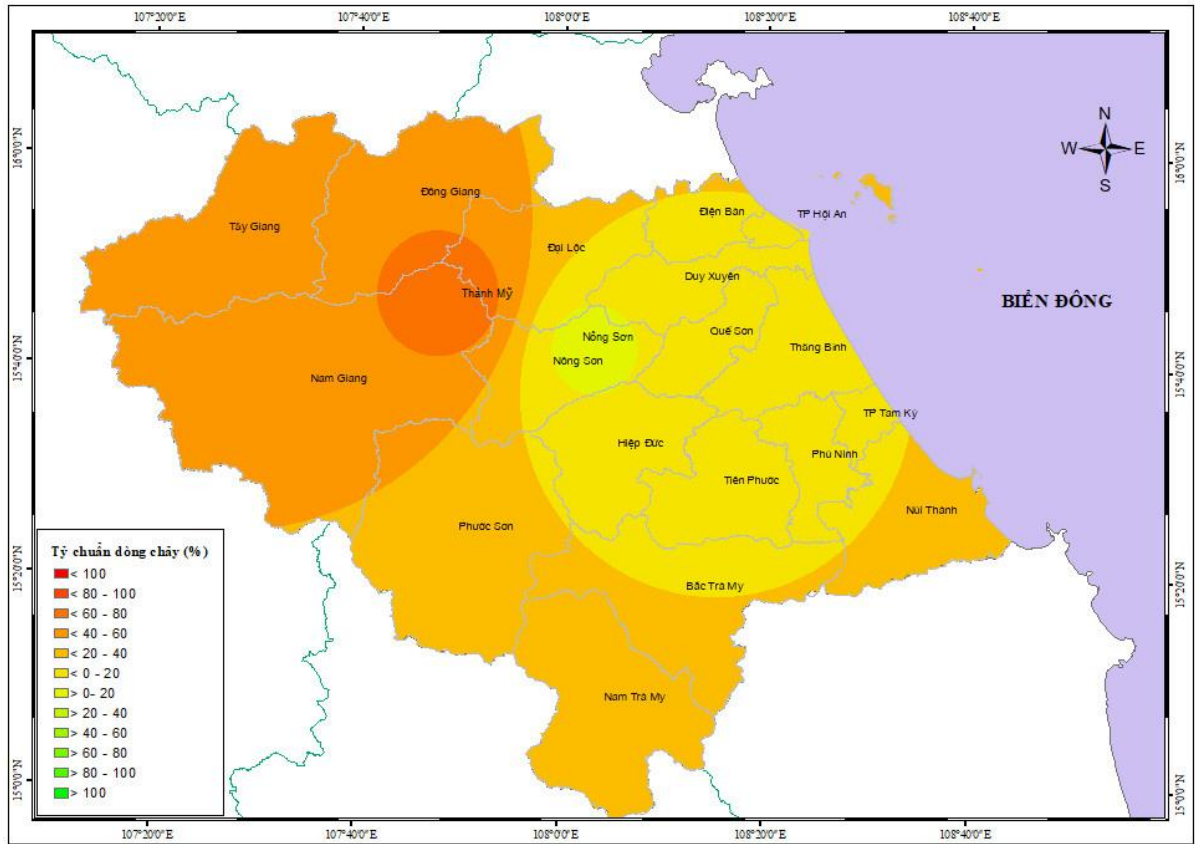 107°20'0"E 107°40'0"E 108°0'0"E 108°20'0"E 108°40'0"E
16°0'0"N
16°0'0"N
N
W E
S
Đông Giang
Tây Giang
Điện Bàn
TP Hội An
Đại Lộc
Duy Xuyên
Thành Mỹ
BIỂN ĐÔNG
Quế Sơn
Nông Sơn
Thăng Bình
Nông Sơn
15°40'0"N
15°40'0"N
Nam Giang
TP Tam Kỳ
Hiệp Đức
Phú Ninh
Tiên Phước
Núi Thành
Phước Sơn
15°20'0"N
15°20'0"N
Bắc Trà My
Nam Trà My
Tỷ chuẩn dòng chảy (%)
< 100
< 80 - 100
< 60 - 80
< 40 - 60
< 20 - 40
< 0 - 20
> 0- 20
> 20 - 40
> 40 - 60
> 60 - 80
> 80 - 100
> 100
15°0'0"N
15°0'0"N
107°20'0"E 107°40'0"E 108°0'0"E 108°20'0"E 108°40'0"E